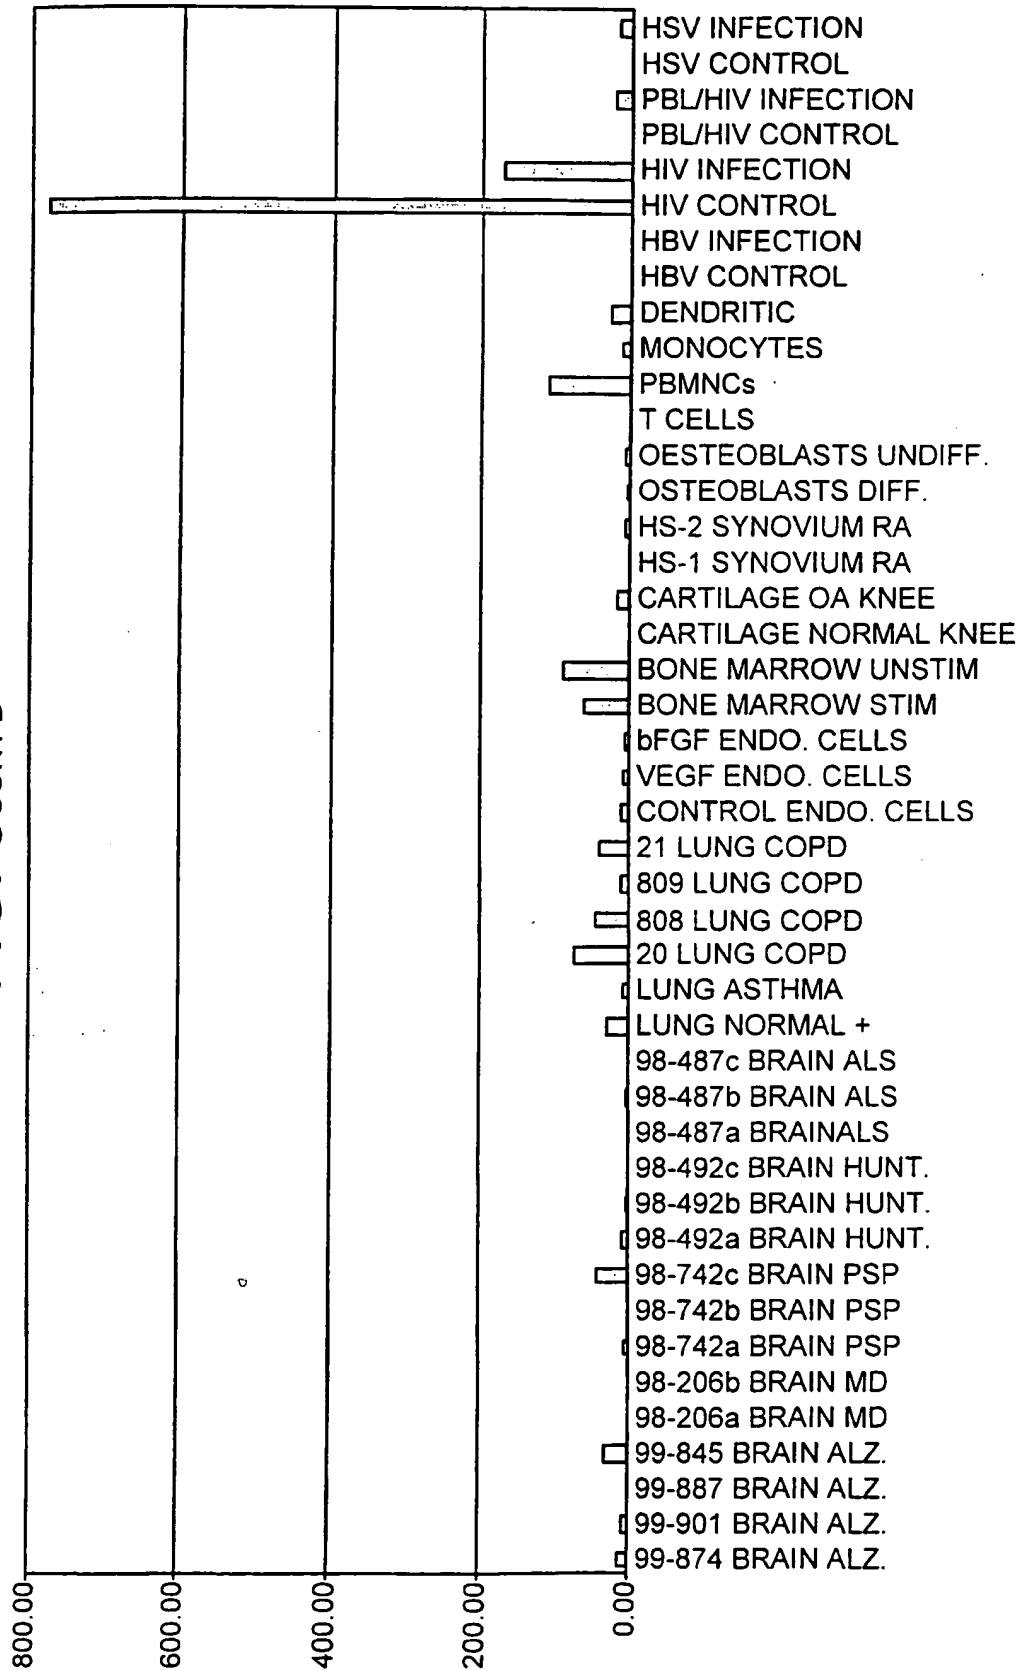 HSV INFECTION
HSV CONTROL
PBL/HIV INFECTION
PBL/HIV CONTROL
HIV INFECTION
HIV CONTROL
HBV INFECTION
HBV CONTROL
DENDRITIC
MONOCYTES
PBMNCs
T CELLS
OESTEOBLASTS UNDIFF.
OSTEOBLASTS DIFF.
HS-2 SYNOVIUM RA
HS-1 SYNOVIUM RA
CARTILAGE OA KNEE
CARTILAGE NORMAL KNEE
BONE MARROW UNSTIM
BONE MARROW STIM
bFGF ENDO. CELLS
VEGF ENDO. CELLS
CONTROL ENDO. CELLS
21 LUNG COPD
809 LUNG COPD
808 LUNG COPD
20 LUNG COPD
LUNG ASTHMA
LUNG NORMAL +
98-487c BRAIN ALS
98-487b BRAIN ALS
98-487a BRAINALS
98-492c BRAIN HUNT.
98-492b BRAIN HUNT.
98-492a BRAIN HUNT.
98-742c BRAIN PSP
98-742b BRAIN PSP
98-742a BRAIN PSP
98-206b BRAIN MD
98-206a BRAIN MD
99-845 BRAIN ALZ.
99-887 BRAIN ALZ.
99-901 BRAIN ALZ.
99-874 BRAIN ALZ.
800.00
600.00
400.00
200.00
0.00